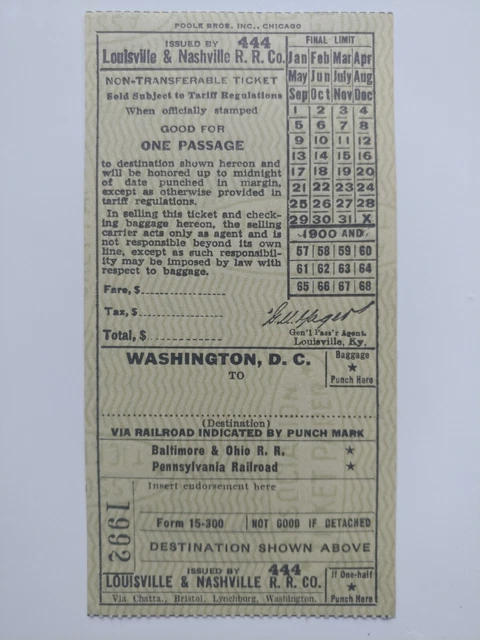 POOLE BROS. INC., CHICAGO
ISSUED BY 444
Louisville & Nashville R. R. Co.
NON-TRANSFERABLE TICKET
Sold Subject to Tariff Regulations
When officially stamped
GOOD FOR
ONE PASSAGE
to destination shown hereon and
will be honored up to midnight
of date punched in margin,
except as otherwise provided in
tariff regulations.
In selling this ticket and check-
ing baggage hereon, the selling
carrier acts only as agent and is
not responsible beyond its own
line, except as such responsibil-
ity may be imposed by law with
respect to baggage.
Fare, $
Tax, $
Total, $
FINAL LIMIT
Jan Feb Mar Apr
May Jun July Aug
Sep Oct Nov Dec
1 2 3 4
5 6 7 8
9 10 11 12
13 14 15 16
17 18 19 20
21 22 23 24
25 26 27 28
29 30 31 X
1900 AND
57 58 59 60
61 62 63 64
65 66 67 68
Gen'l Pass'r Agent.
Louisville, Ky.
WASHINGTON, D. C.
TO
Baggage
★
Punch Here
(Destination)
VIA RAILROAD INDICATED BY PUNCH MARK
Baltimore & Ohio R. R. ★
Pennsylvania Railroad ★
Insert endorsement here
1992
Form 15-300 NOT GOOD IF DETACHED
DESTINATION SHOWN ABOVE
ISSUED BY 444
LOUISVILLE & NASHVILLE R. R. CO.
Via Chatta., Bristol, Lynchburg, Washington.
If One-half
★
Punch Here